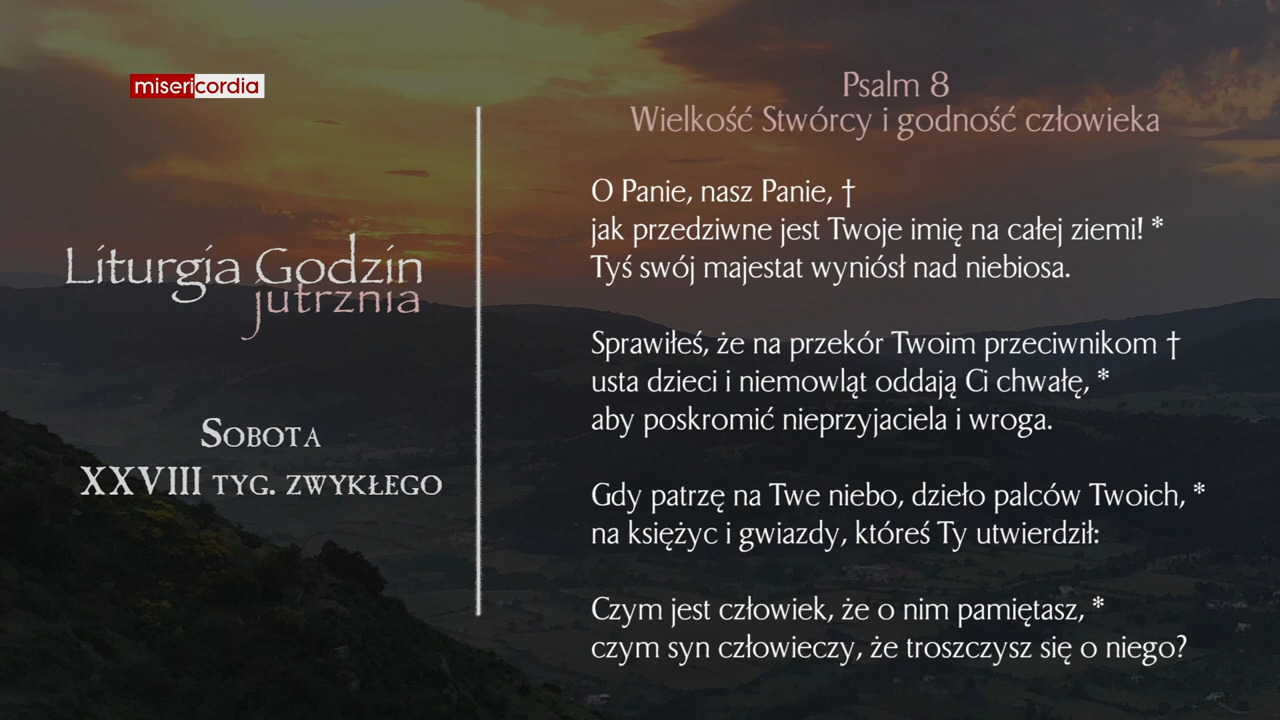 misericordia
Liturgia Godzin
jutrznia
Sobota
XXVIII tyg. zwykłego
Psalm 8
Wielkość Stwórcy i godność człowieka
O Panie, nasz Panie, †
jak przedziwne jest Twoje imię na całej ziemi! *
Tyś swój majestat wyniósł nad niebiosa.
Sprawiłeś, że na przekór Twoim przeciwnikom †
usta dzieci i niemowląt oddają Ci chwałę, *
aby poskromić nieprzyjaciela i wroga.
Gdy patrzę na Twe niebo, dzieło palców Twoich, *
na księżyc i gwiazdy, któreś Ty utwierdził:
Czym jest człowiek, że o nim pamiętasz, *
czym syn człowieczy, że troszczysz się o niego?